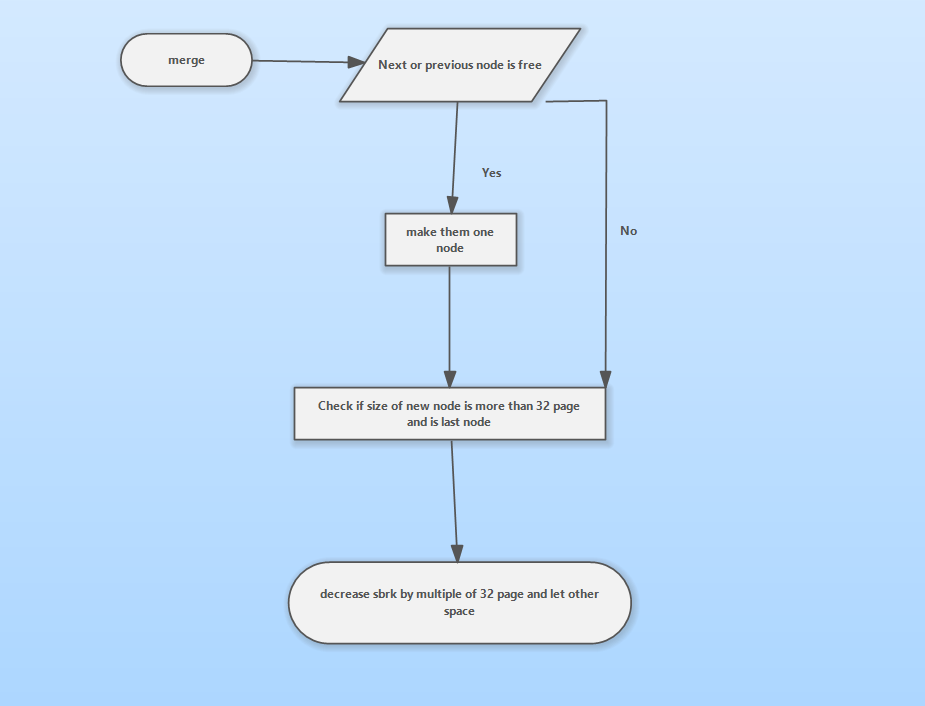 merge
Next or previous node is free
Yes
make them one
node
No
Check if size of new node is more than 32 page
and is last node
decrease sbrk by multiple of 32 page and let other
space